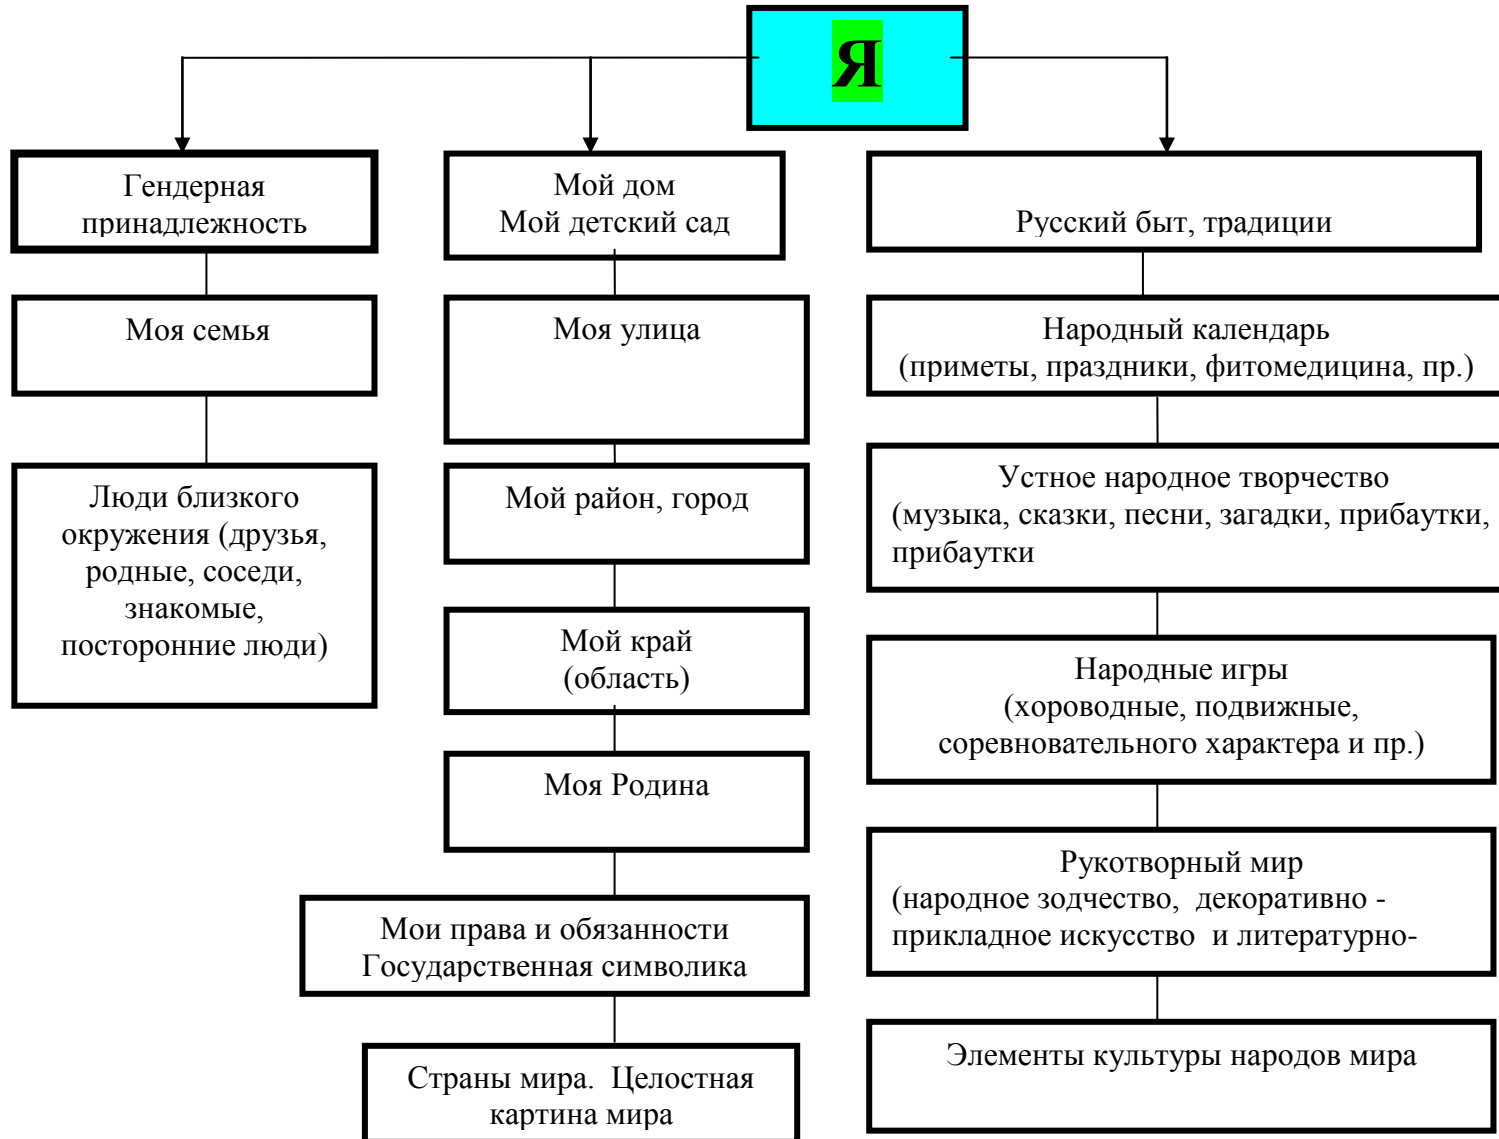 Я
Гендерная
принадлежность
Моя семья
Люди близкого
окружения (друзья,
родные, соседи,
знакомые,
посторонние люди)
Мой дом
Мой детский сад
Моя улица
Мой район, город
Мой край
(область)
Моя Родина
Мои права и обязанности
Государственная символика
Страны мира.  Целостная
картина мира
Русский быт, традиции
Народный календарь
(приметы, праздники, фитомедицина, пр.)
Устное народное творчество
(музыка, сказки, песни, загадки, прибаутки,
прибаутки
Народные игры
(хороводные, подвижные,
соревновательного характера и пр.)
Рукотворный мир
(народное зодчество,  декоративно -
прикладное искусство  и литературно-
Элементы культуры народов мира